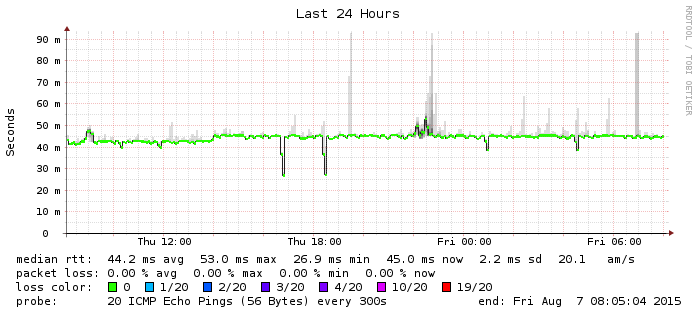 Last 24 Hours
RRDTOOL / TOBI OETIKER
Seconds
90 m
80 m
70 m
60 m
50 m
40 m
30 m
20 m
10 m
0
Thu 12:00 Thu 18:00 Fri 00:00 Fri 06:00
median rtt: 44.2 ms avg 53.0 ms max 26.9 ms min 45.0 ms now 2.2 ms sd 20.1 am/s
packet loss: 0.00 % avg 0.00 % max 0.00 % min 0.00 % now
loss color: 0 1/20 2/20 3/20 4/20 10/20 19/20
probe: 20 ICMP Echo Pings (56 Bytes) every 300s end: Fri Aug 7 08:05:04 2015